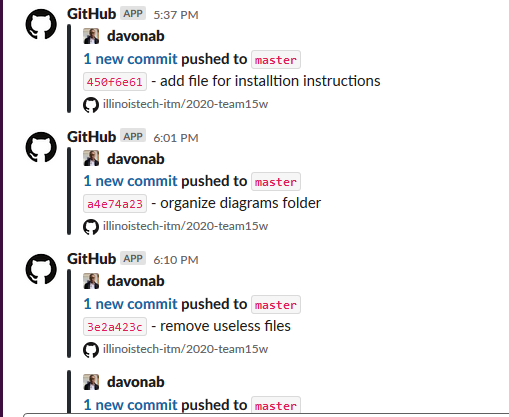 GitHub APP 5:37 PM
davonab
1 new commit pushed to master
450f6e61 - add file for installtion instructions
illinoistech-itm/2020-team15w
GitHub APP 6:01 PM
davonab
1 new commit pushed to master
a4e74a23 - organize diagrams folder
illinoistech-itm/2020-team15w
GitHub APP 6:10 PM
davonab
1 new commit pushed to master
3e2a423c - remove useless files
illinoistech-itm/2020-team15w
davonab
1 new commit pushed to master